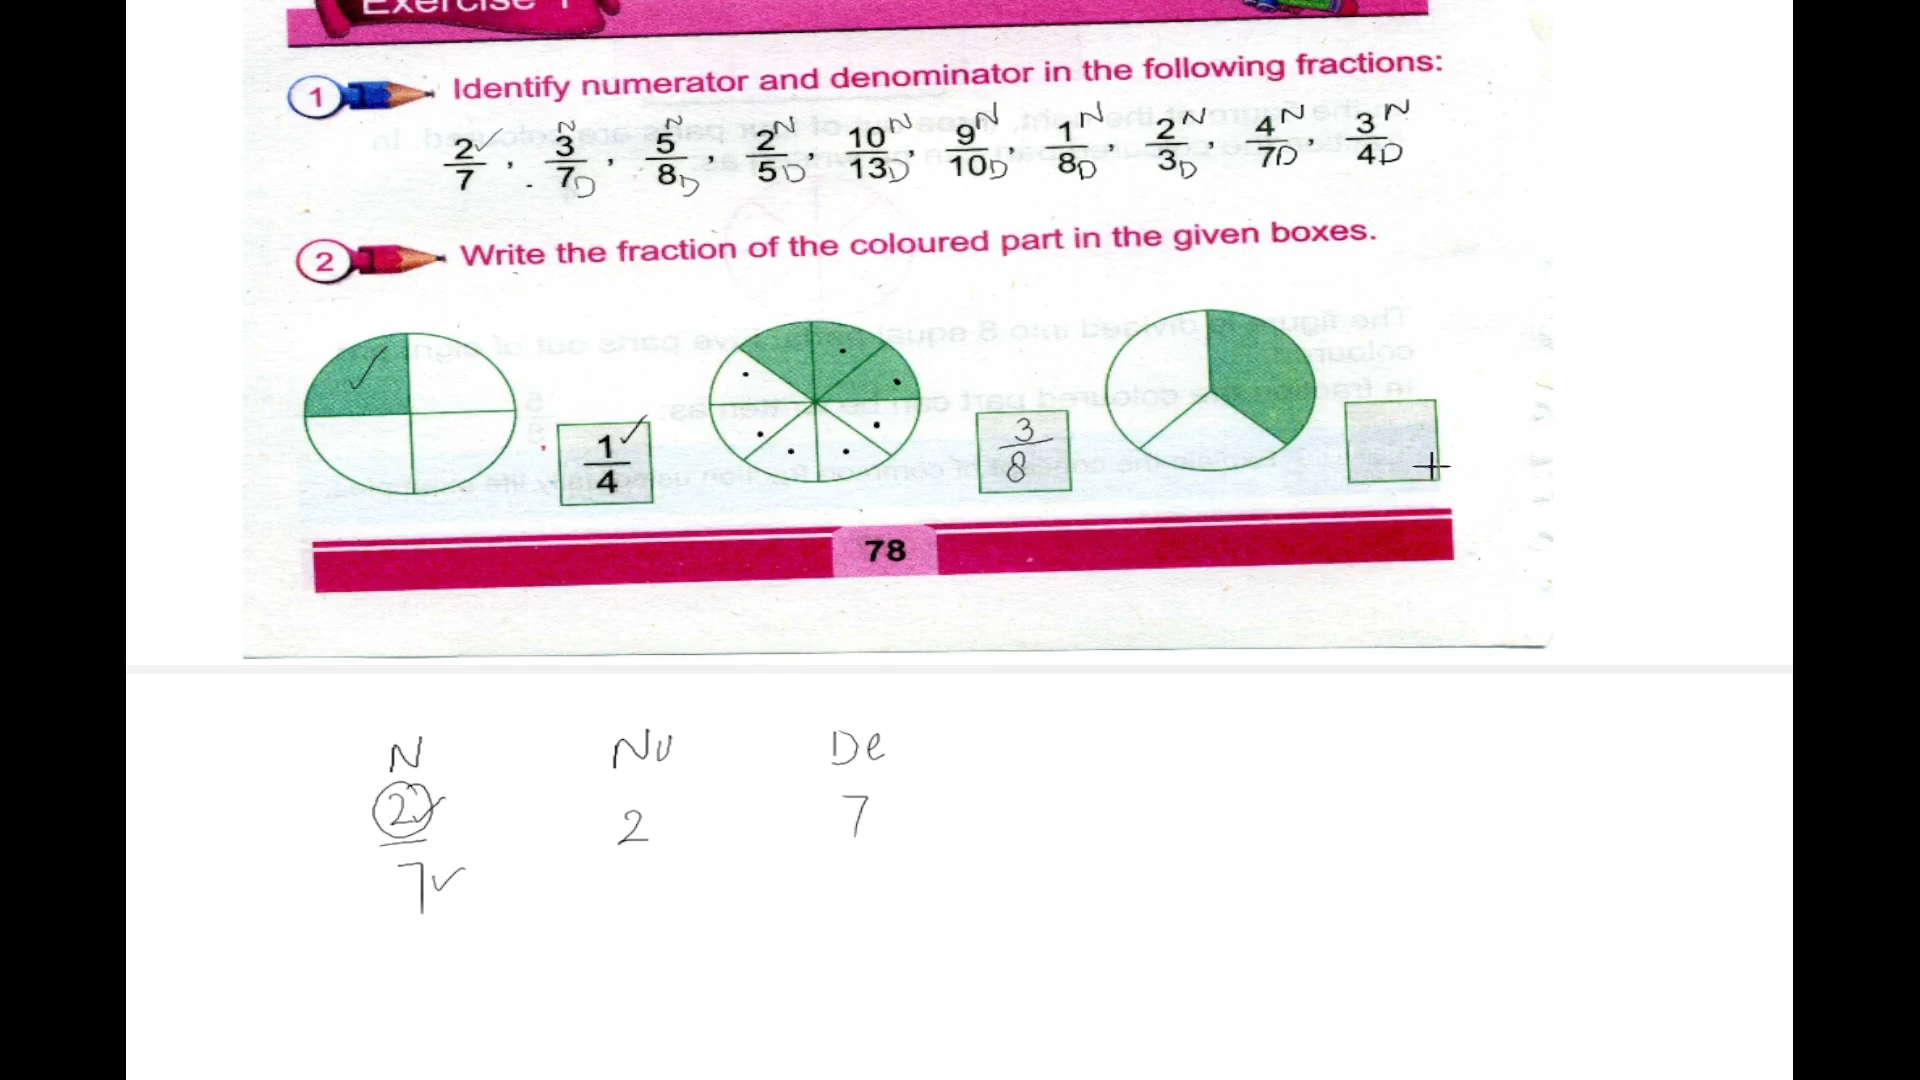 Exercise 1
1 Identify numerator and denominator in the following fractions:
2/7 , 3/7 , 5/8 , 2/5 , 10/13 , 9/10 , 1/8 , 2/3 , 4/7 , 3/4
N N N N N N N N N
D D D D D D D D D
2 Write the fraction of the coloured part in the given boxes.
1/4 3/8
78
N Nu De
2 2 7
7